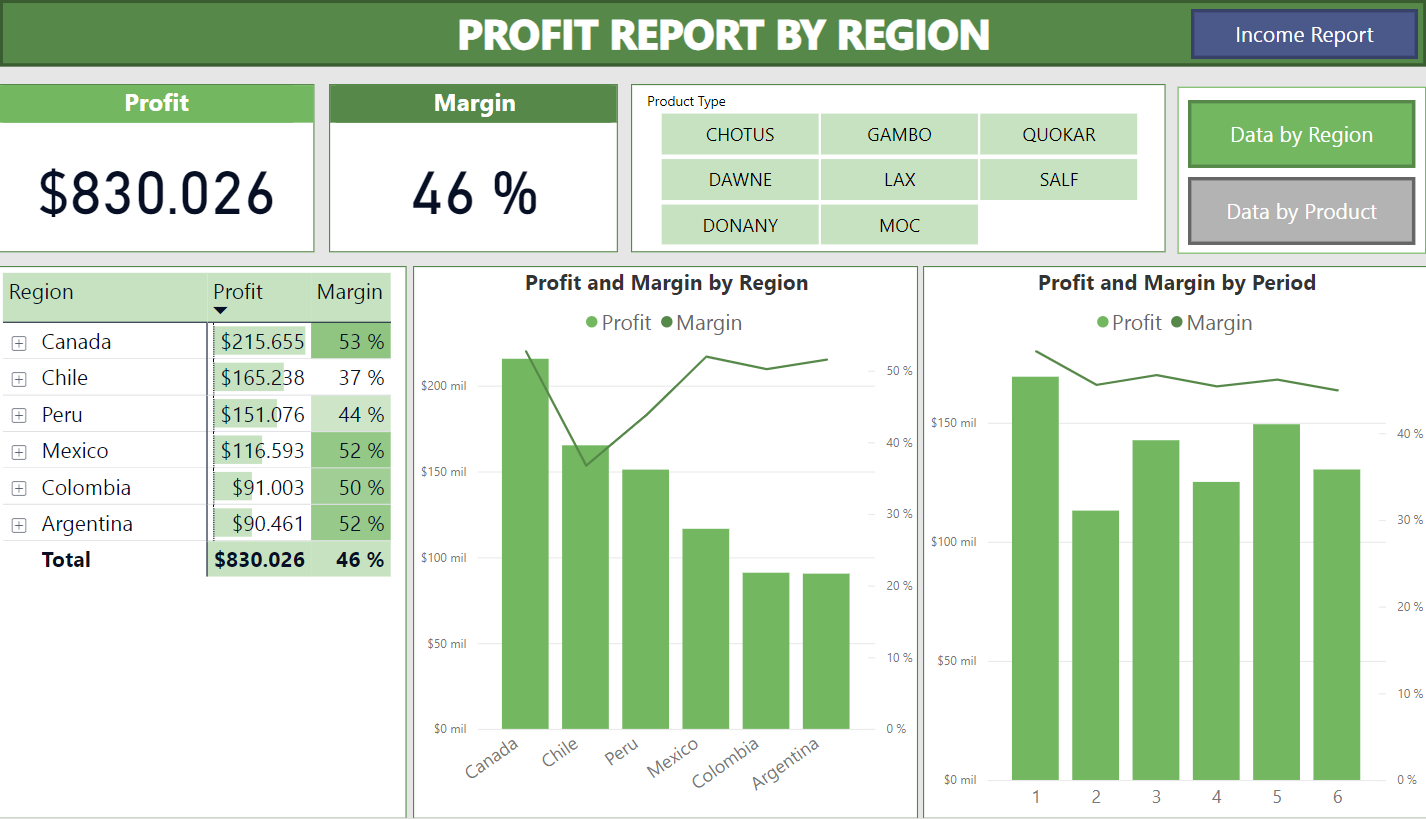 PROFIT REPORT BY REGION
Income Report
Profit
$830.026
Margin
46 %
Product Type
CHOTUS GAMBO QUOKAR
DAWNE LAX SALF
DONANY MOC
Data by Region
Data by Product
Region Profit Margin
Canada $215.655 53 %
Chile $165.238 37 %
Peru $151.076 44 %
Mexico $116.593 52 %
Colombia $91.003 50 %
Argentina $90.461 52 %
Total $830.026 46 %
Profit and Margin by Region
Profit Margin
$200 mil
$150 mil
$100 mil
$50 mil
$0 mil
50 %
40 %
30 %
20 %
10 %
0 %
Canada Chile Peru Mexico Colombia Argentina
Profit and Margin by Period
Profit Margin
$150 mil
$100 mil
$50 mil
$0 mil
40 %
30 %
20 %
10 %
0 %
1 2 3 4 5 6